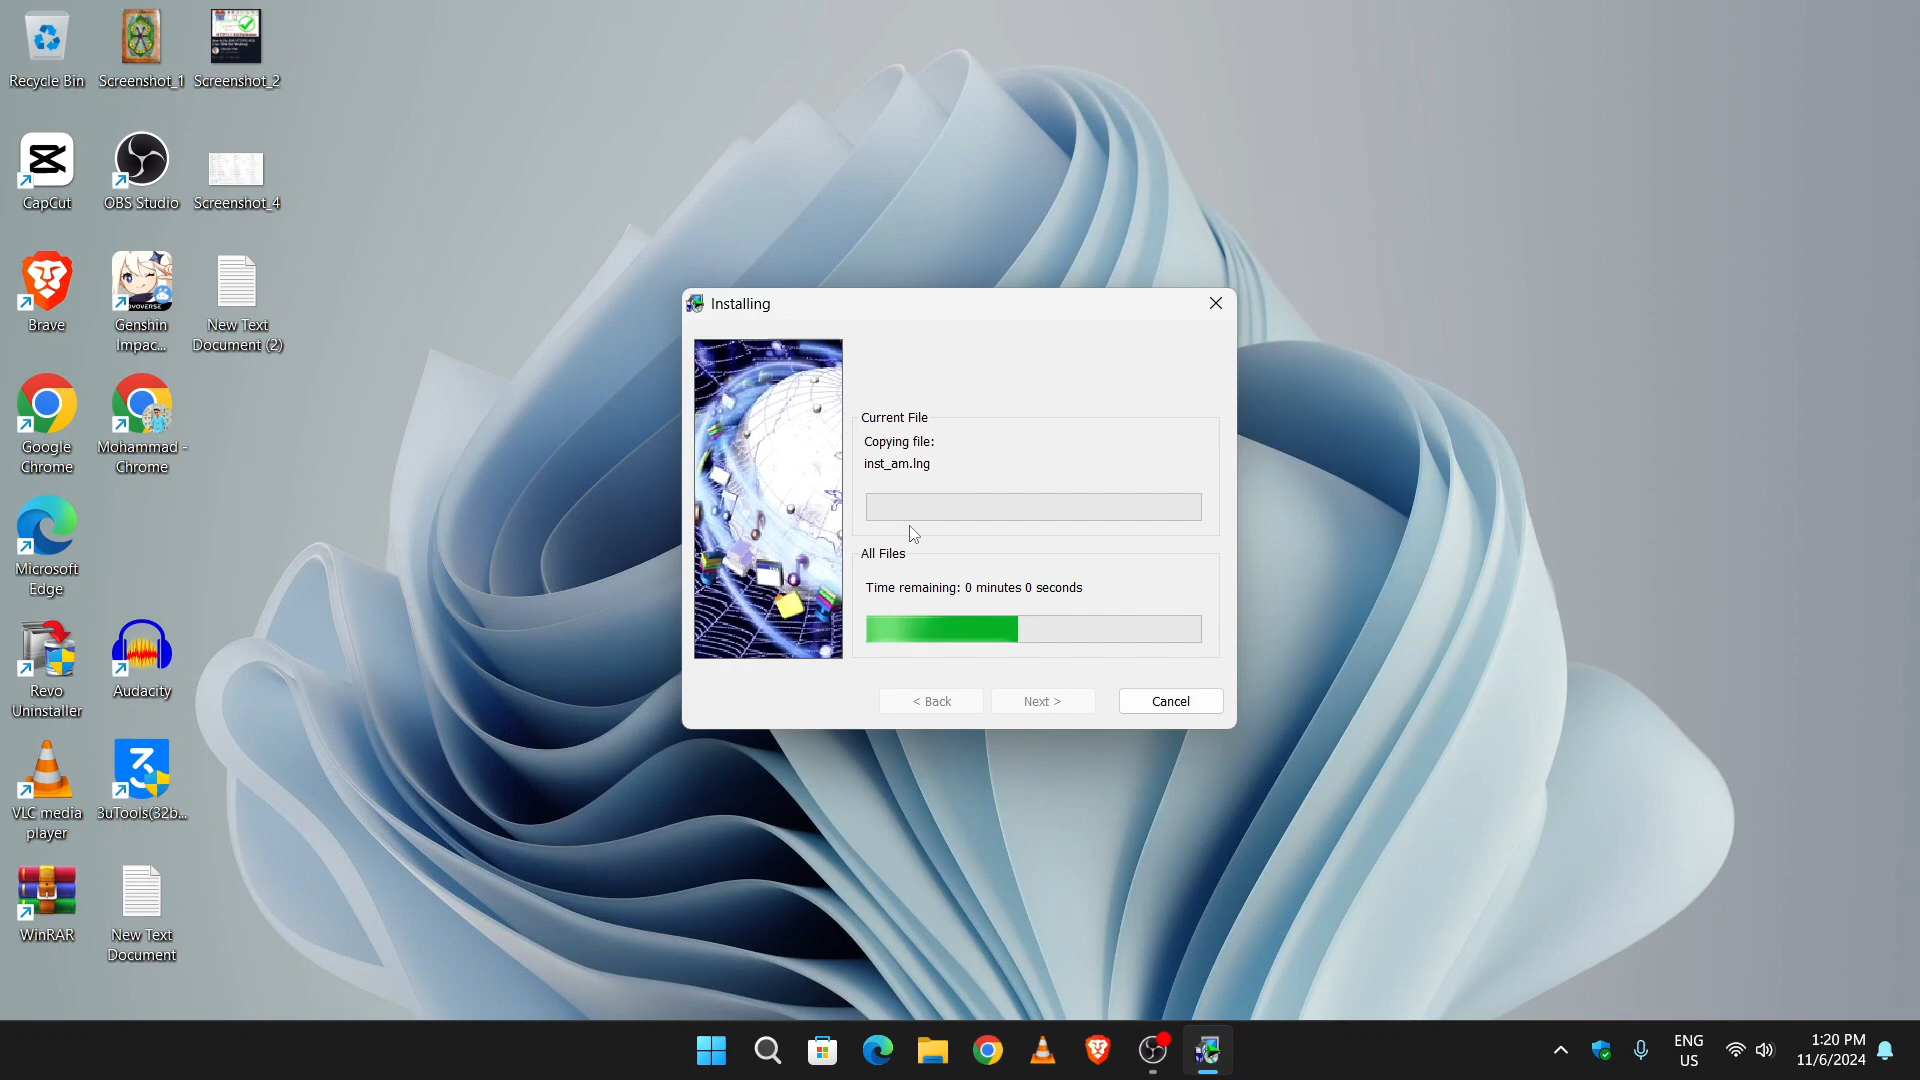 Recycle Bin
Screenshot_1
Screenshot_2
CapCut
OBS Studio
Screenshot_4
Brave
Genshin
Impac...
New Text
Document (2)
Google
Chrome
Mohammad -
Chrome
Microsoft
Edge
Revo
Uninstaller
Audacity
VLC media
player
3uTools(32b...
WinRAR
New Text
Document
Installing
Current File
Copying file:
inst_am.lng
All Files
Time remaining: 0 minutes 0 seconds
< Back
Next >
Cancel
ENG
US
1:20 PM
11/6/2024